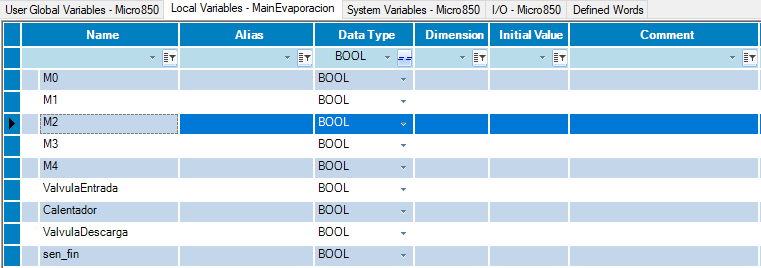 User Global Variables - Micro850 Local Variables - MainEvaporacion System Variables - Micro850 I/O - Micro850 Defined Words
Name Alias Data Type Dimension Initial Value Comment
BOOL
M0 BOOL
M1 BOOL
M2 BOOL
M3 BOOL
M4 BOOL
ValvulaEntrada BOOL
Calentador BOOL
ValvulaDescarga BOOL
sen_fin BOOL